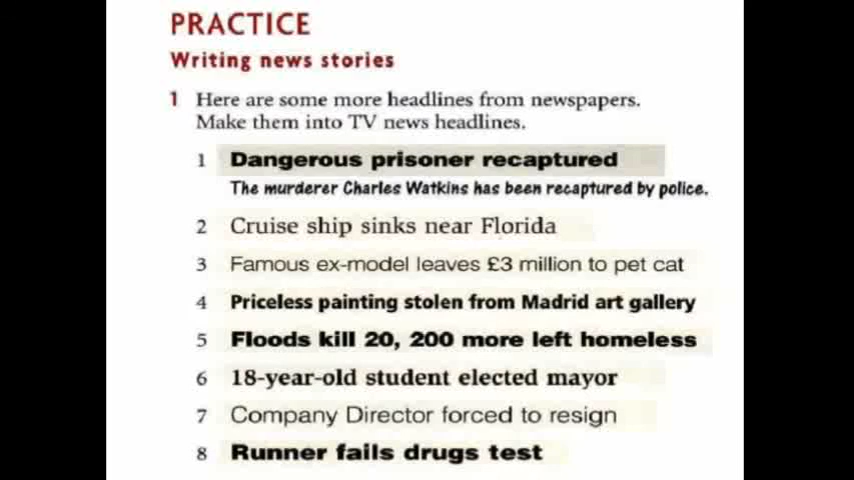 PRACTICE
Writing news stories
1 Here are some more headlines from newspapers.
Make them into TV news headlines.
1 Dangerous prisoner recaptured
The murderer Charles Watkins has been recaptured by police.
2 Cruise ship sinks near Florida
3 Famous ex-model leaves £3 million to pet cat
4 Priceless painting stolen from Madrid art gallery
5 Floods kill 20, 200 more left homeless
6 18-year-old student elected mayor
7 Company Director forced to resign
8 Runner fails drugs test